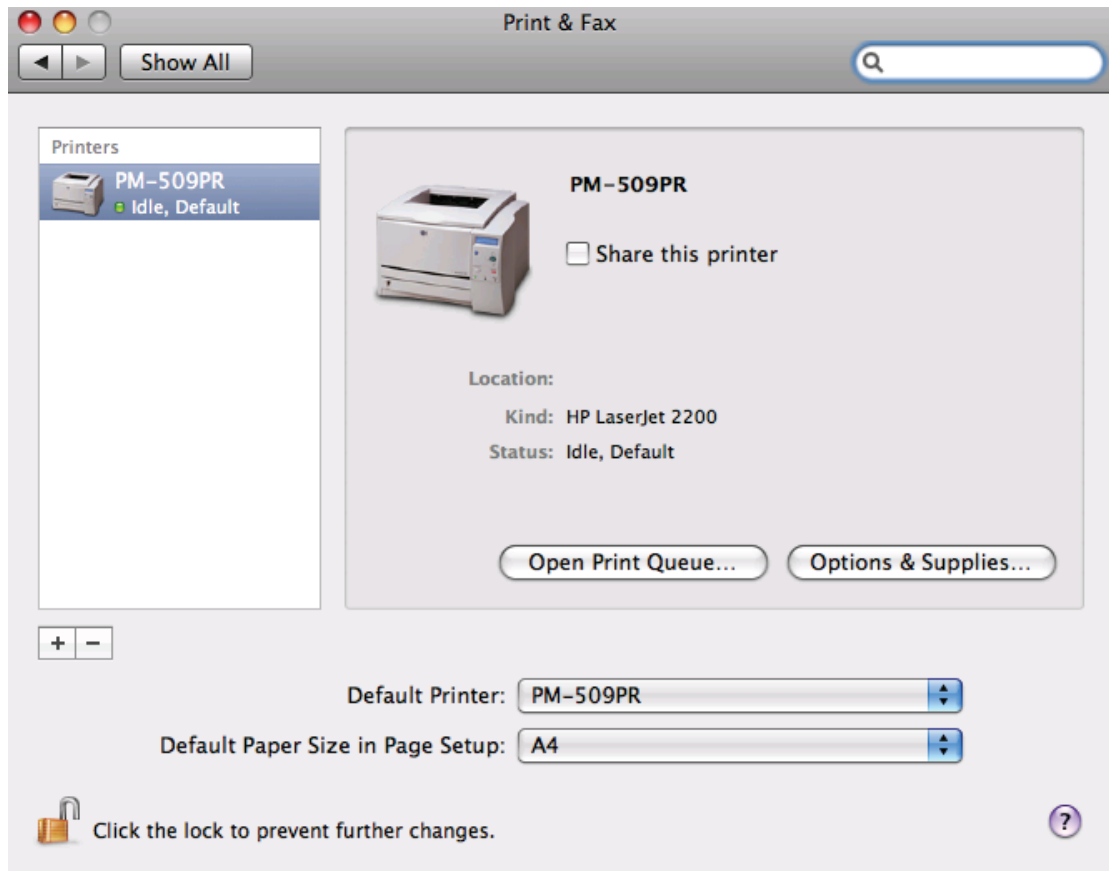 Print & Fax
Show All
Printers
PM-509PR
Idle, Default
PM-509PR
Share this printer
Location:
Kind: HP LaserJet 2200
Status: Idle, Default
Open Print Queue... Options & Supplies...
+ −
Default Printer: PM-509PR
Default Paper Size in Page Setup: A4
Click the lock to prevent further changes. ?